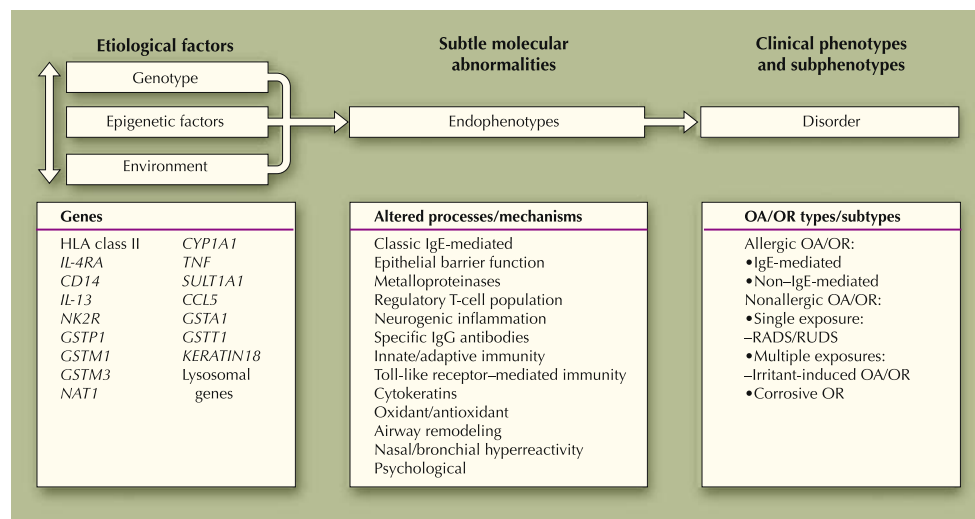 Etiological factors
Subtle molecular
abnormalities
Clinical phenotypes
and subphenotypes
Genotype
Epigenetic factors
Environment
Endophenotypes
Disorder
Genes
HLA class II
IL-4RA
CD14
IL-13
NK2R
GSTP1
GSTM1
GSTM3
NAT1
CYP1A1
TNF
SULT1A1
CCL5
GSTA1
GSTT1
KERATIN18
Lysosomal
genes
Altered processes/mechanisms
Classic IgE-mediated
Epithelial barrier function
Metalloproteinases
Regulatory T-cell population
Neurogenic inflammation
Specific IgG antibodies
Innate/adaptive immunity
Toll-like receptor–mediated immunity
Cytokeratins
Oxidant/antioxidant
Airway remodeling
Nasal/bronchial hyperreactivity
Psychological
OA/OR types/subtypes
Allergic OA/OR:
•IgE-mediated
•Non–IgE-mediated
Nonallergic OA/OR:
•Single exposure:
–RADS/RUDS
•Multiple exposures:
–Irritant-induced OA/OR
•Corrosive OR